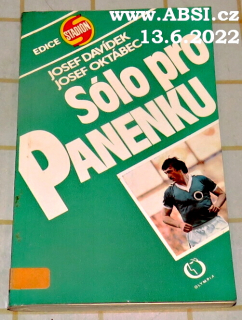 www.ABSI.cz
13.6.2022
EDICE STADION
JOSEF DAVÍDEK
JOSEF OKTÁBEC
Sólo pro
PANENKU
OLYMPIA